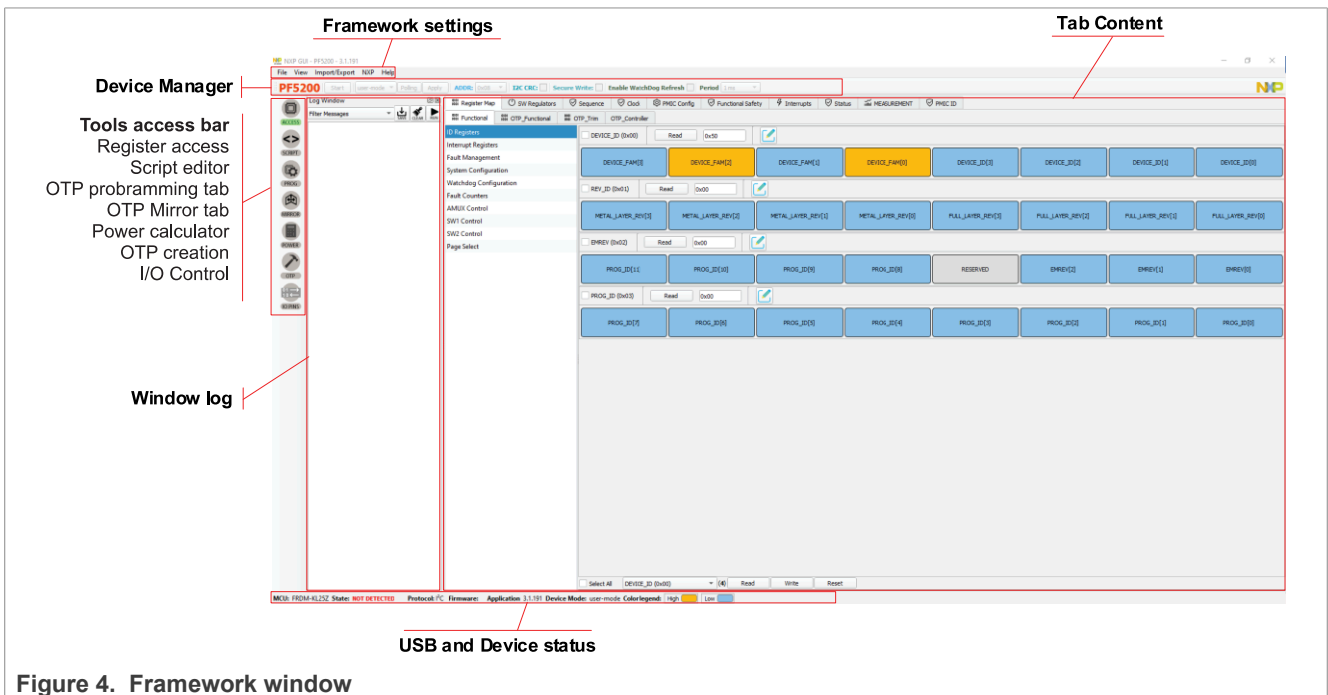 Framework settings
Tab Content
NXP GUI - PF5200 - 3.1.191
File View Import/Export NXP Help
Device Manager
PF5200 Start user-mode Polling Apply ADDR: 0x08 I2C CRC: Secure Write: Enable WatchDog Refresh Period 1 ms
NXP
Tools access bar
Register access
Script editor
OTP probramming tab
OTP Mirror tab
Power calculator
OTP creation
I/O Control
ACCESS
SCRIPT
PROG
MIRROR
POWER
OTP
IO/PINS
Log Window
Filter Messages
SAVE CLEAR
Window log
Register Map SW Regulators Sequence Clock PMIC Config Functional Safety Interrupts Status MEASUREMENT PMIC ID
Functional OTP_Functional OTP_Trim OTP_Controller
ID Registers
Interrupt Registers
Fault Management
System Configuration
Watchdog Configuration
Fault Counters
AMUX Control
SW1 Control
SW2 Control
Page Select
DEVICE_ID (0x00) Read 0x50
DEVICE_FAM[3] DEVICE_FAM[2] DEVICE_FAM[1] DEVICE_FAM[0] DEVICE_ID[3] DEVICE_ID[2] DEVICE_ID[1] DEVICE_ID[0]
REV_ID (0x01) Read 0x00
METAL_LAYER_REV[3] METAL_LAYER_REV[2] METAL_LAYER_REV[1] METAL_LAYER_REV[0] FULL_LAYER_REV[3] FULL_LAYER_REV[2] FULL_LAYER_REV[1] FULL_LAYER_REV[0]
EMREV (0x02) Read 0x00
PROG_ID[11] PROG_ID[10] PROG_ID[9] PROG_ID[8] RESERVED EMREV[2] EMREV[1] EMREV[0]
PROG_ID (0x03) Read 0x00
PROG_ID[7] PROG_ID[6] PROG_ID[5] PROG_ID[4] PROG_ID[3] PROG_ID[2] PROG_ID[1] PROG_ID[0]
Select All DEVICE_ID (0x00) (4) Read Write Reset
MCU: FRDM-KL25Z State: NOT DETECTED Protocol: I²C Firmware: Application 3.1.191 Device Mode: user-mode Color legend: High Low
USB and Device status
Figure 4. Framework window